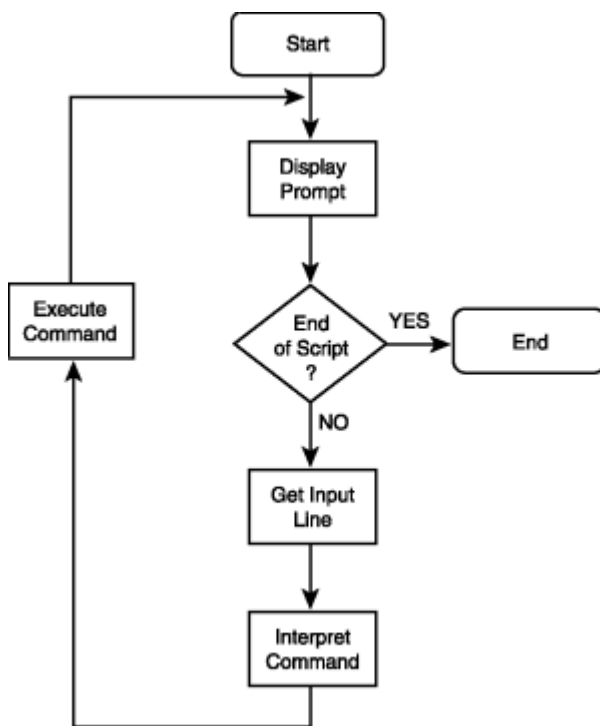 Start
Display
Prompt
Execute
Command
End
of Script
?
YES
End
NO
Get Input
Line
Interpret
Command